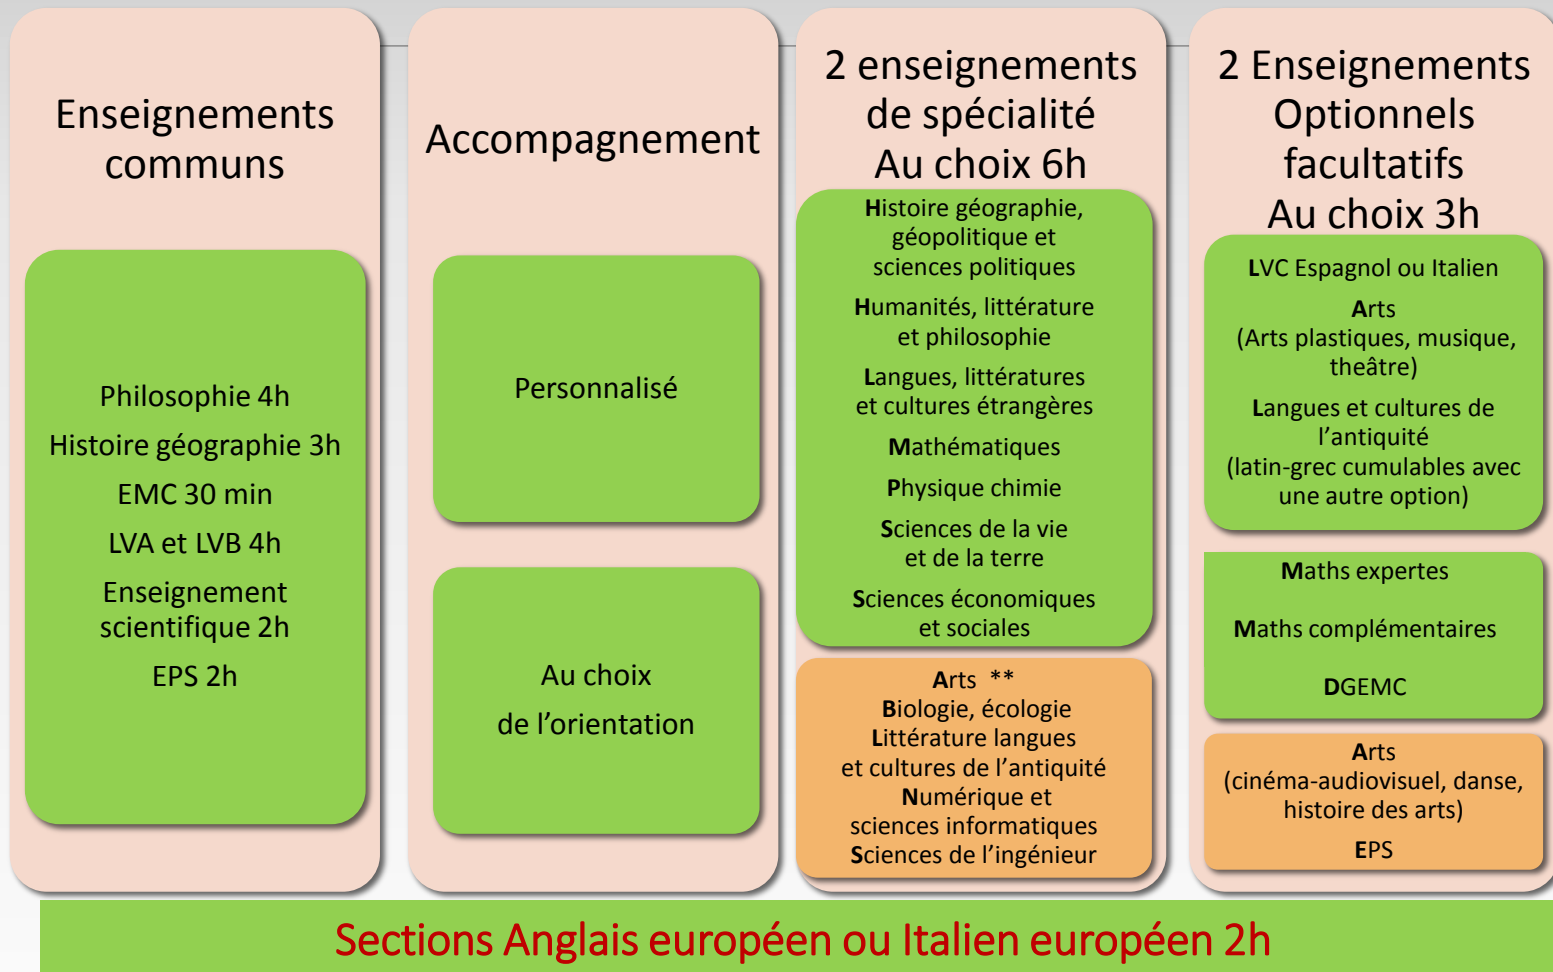 Enseignements
communs
Philosophie 4h
Histoire géographie 3h
EMC 30 min
LVA et LVB 4h
Enseignement
scientifique 2h
EPS 2h
Accompagnement
Personnalisé
Au choix
de l’orientation
2 enseignements
de spécialité
Au choix 6h
Histoire géographie,
géopolitique et
sciences politiques
Humanités, littérature
et philosophie
Langues, littératures
et cultures étrangères
Mathématiques
Physique chimie
Sciences de la vie
et de la terre
Sciences économiques
et sociales
Arts **
Biologie, écologie
Littérature langues
et cultures de l’antiquité
Numérique et
sciences informatiques
Sciences de l’ingénieur
2 Enseignements
Optionnels
facultatifs
Au choix 3h
LVC Espagnol ou Italien
Arts
(Arts plastiques, musique,
theâtre)
Langues et cultures de
l’antiquité
(latin-grec cumulables avec
une autre option)
Maths expertes
Maths complémentaires
DGEMC
Arts
(cinéma-audiovisuel, danse,
histoire des arts)
EPS
Sections Anglais européen ou Italien européen 2h